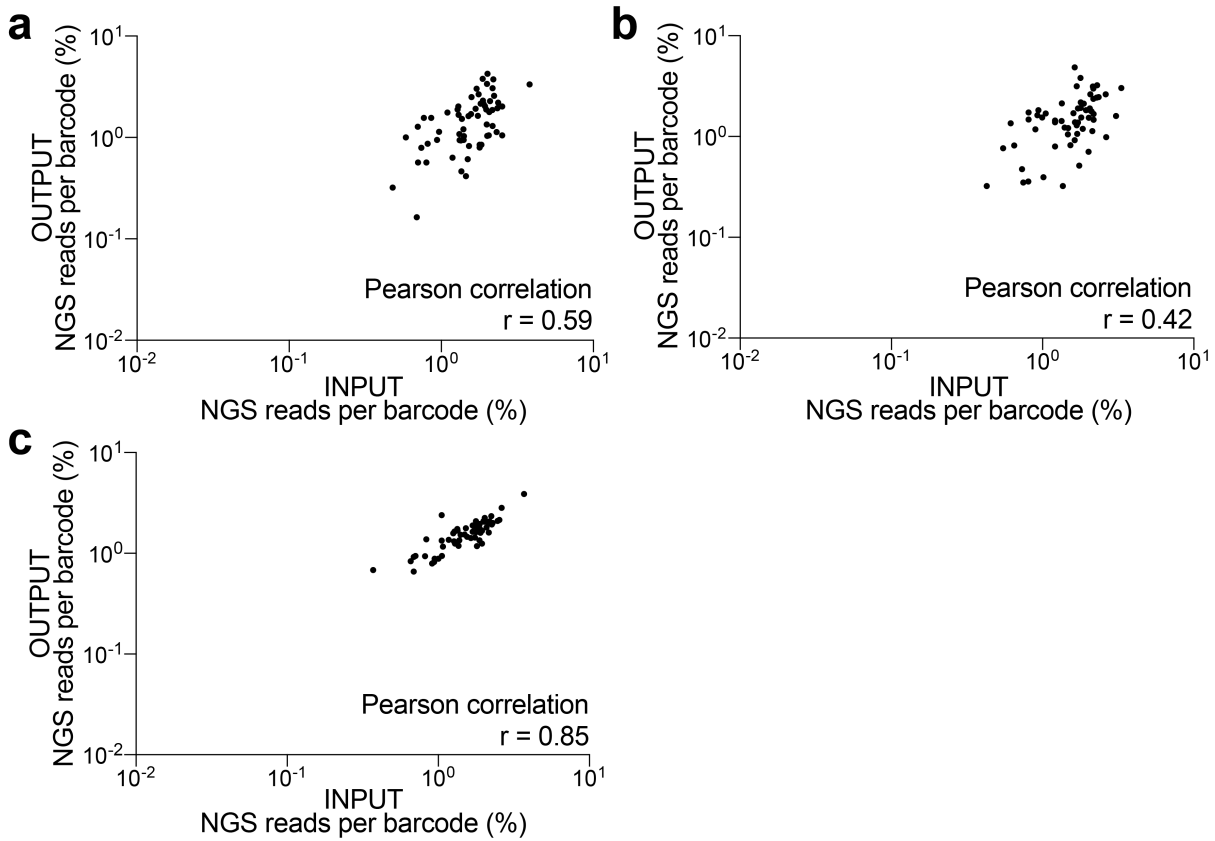 a
OUTPUT
NGS reads per barcode (%)
10¹
10⁰
10⁻¹
10⁻²
Pearson correlation
r = 0.59
10⁻² 10⁻¹ 10⁰ 10¹
INPUT
NGS reads per barcode (%)
b
OUTPUT
NGS reads per barcode (%)
10¹
10⁰
10⁻¹
10⁻²
Pearson correlation
r = 0.42
10⁻² 10⁻¹ 10⁰ 10¹
INPUT
NGS reads per barcode (%)
c
OUTPUT
NGS reads per barcode (%)
10¹
10⁰
10⁻¹
10⁻²
Pearson correlation
r = 0.85
10⁻² 10⁻¹ 10⁰ 10¹
INPUT
NGS reads per barcode (%)